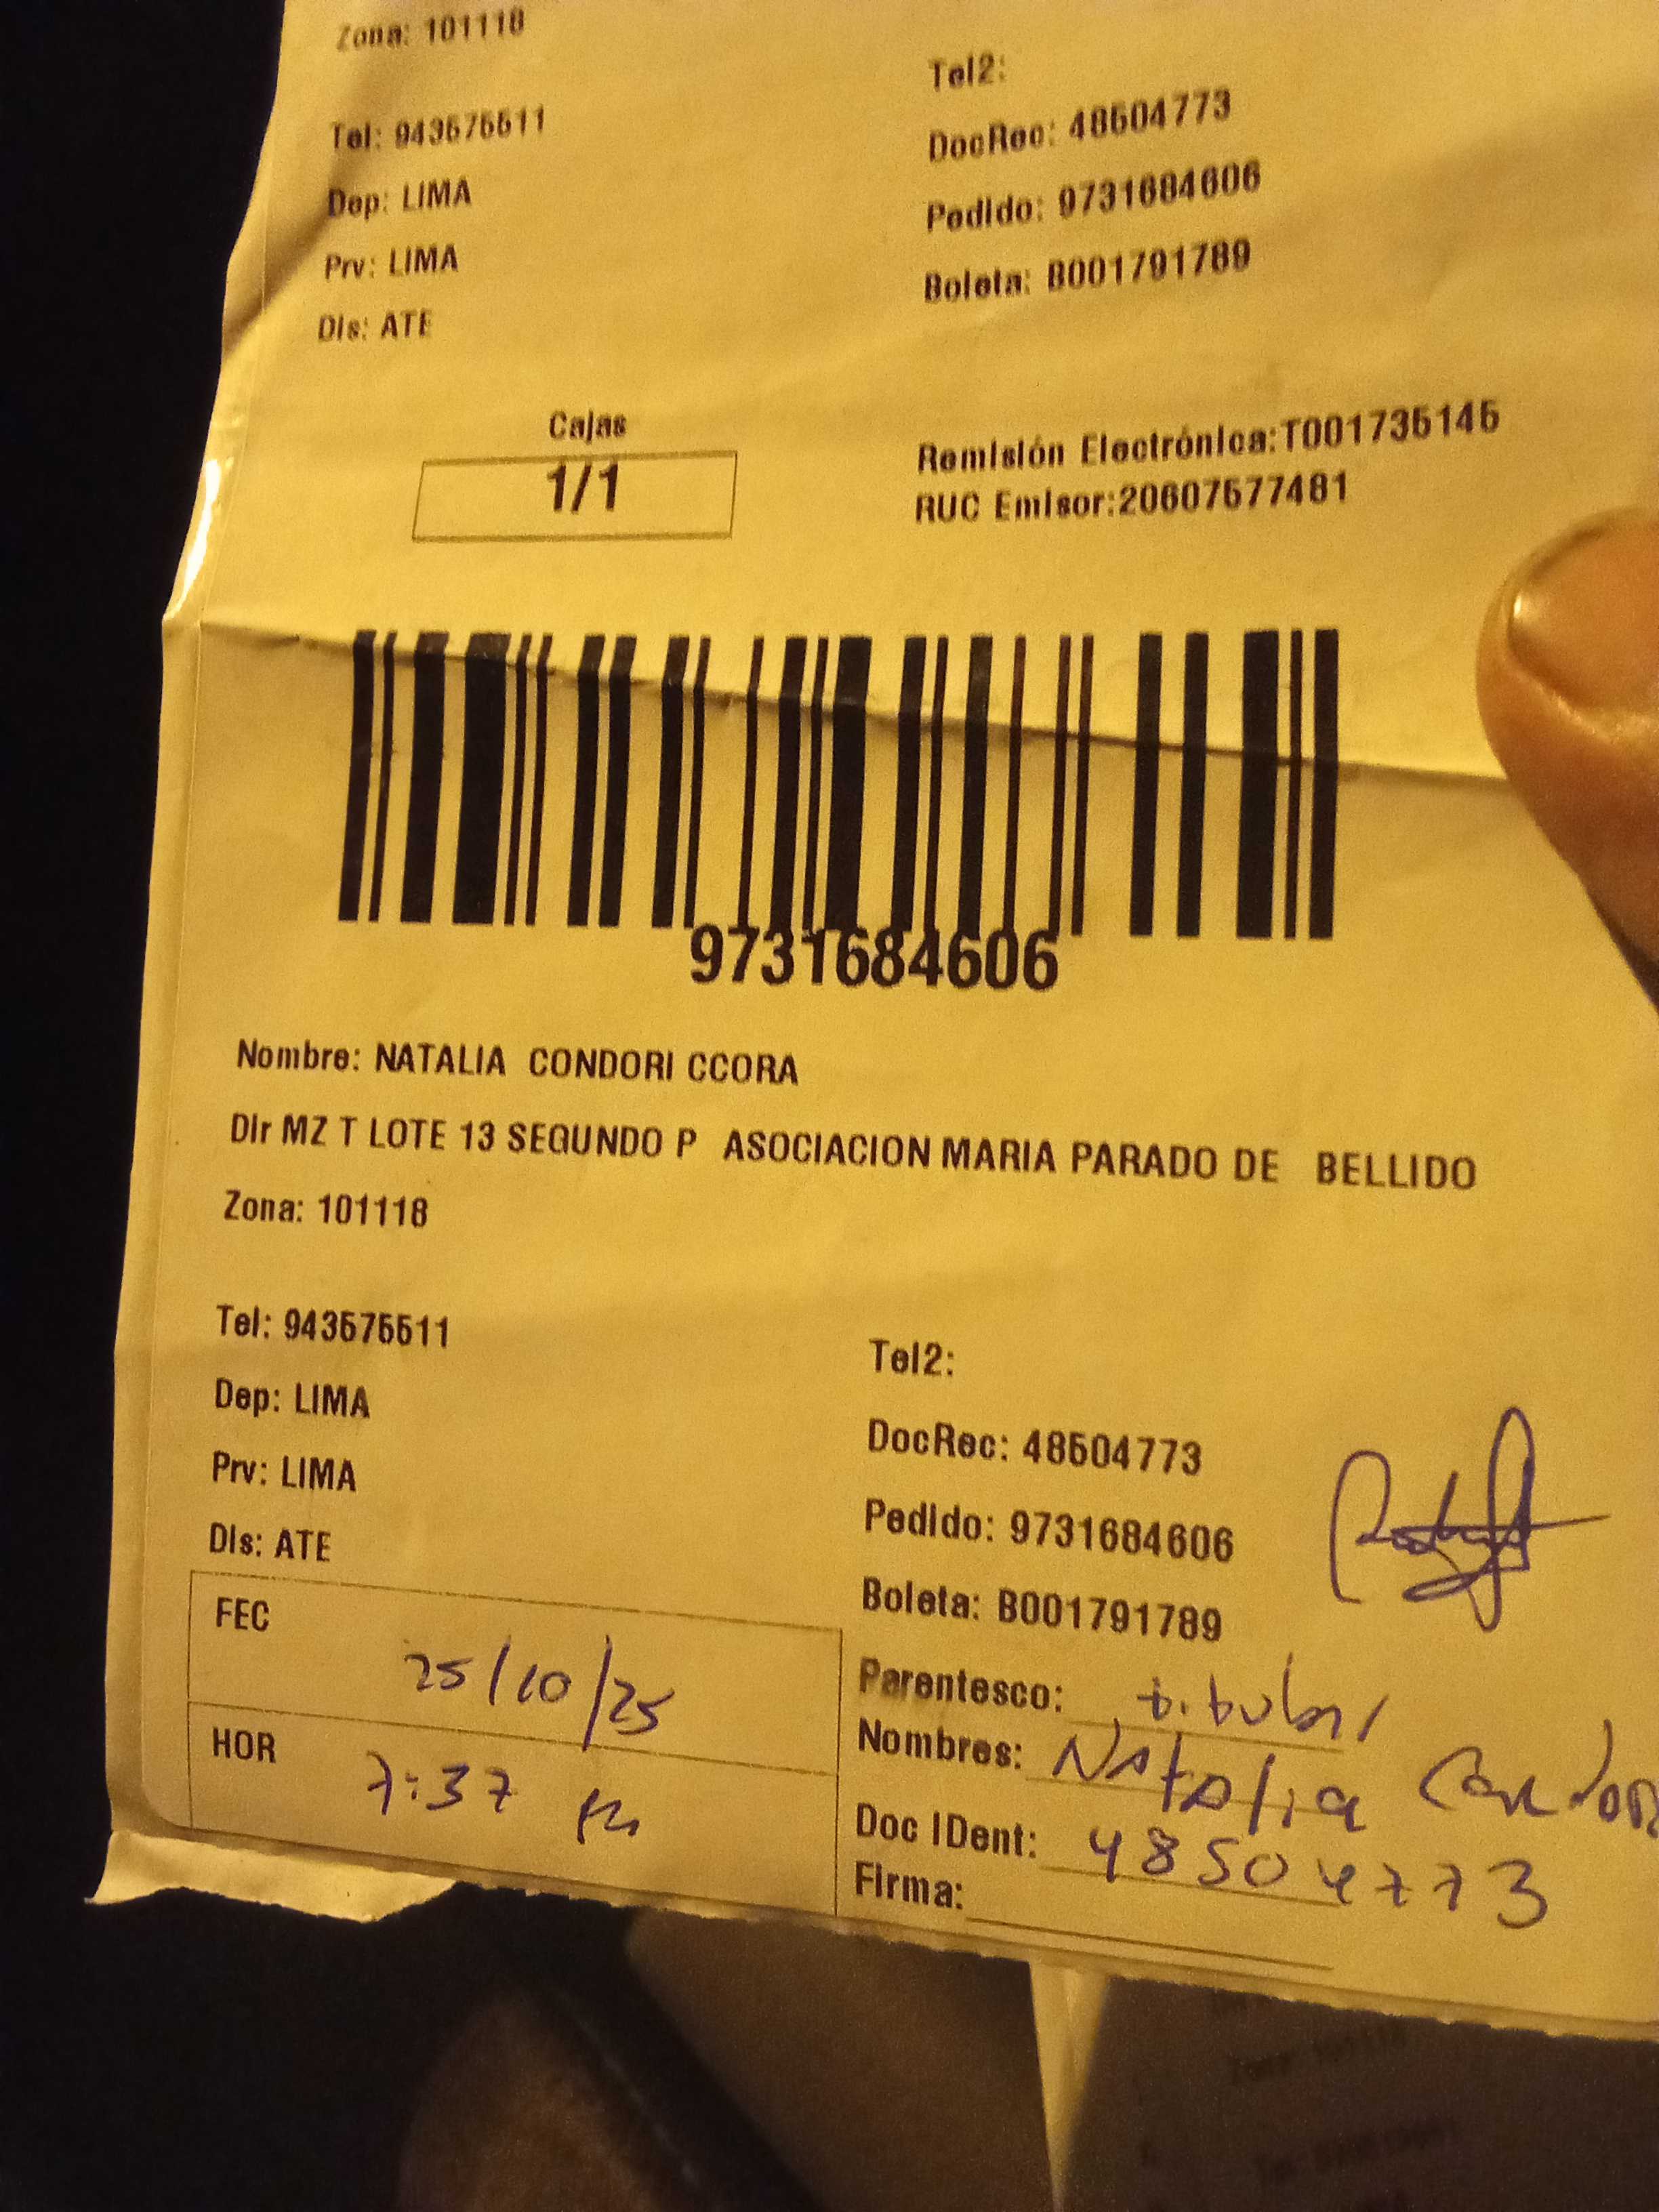 Zona: 101118
Tel2:
Tel: 943575511
DocRec: 48504773
Dep: LIMA
Pedido: 9731684606
Prv: LIMA
Boleta: B001791789
Dis: ATE
Cajas
1/1
Remisión Electrónica:T001735145
RUC Emisor:20607577481
9731684606
Nombre: NATALIA CONDORI CCORA
Dir MZ T LOTE 13 SEGUNDO P ASOCIACION MARIA PARADO DE BELLIDO
Zona: 101118
Tel: 943575511
Tel2:
Dep: LIMA
DocRec: 48504773
Prv: LIMA
Pedido: 9731684606
Dis: ATE
Boleta: B001791789
FEC 25/10/25
Parentesco: titular
HOR 7:37
Nombres: Natalia Condori
Doc IDent: 48504773
Firma: